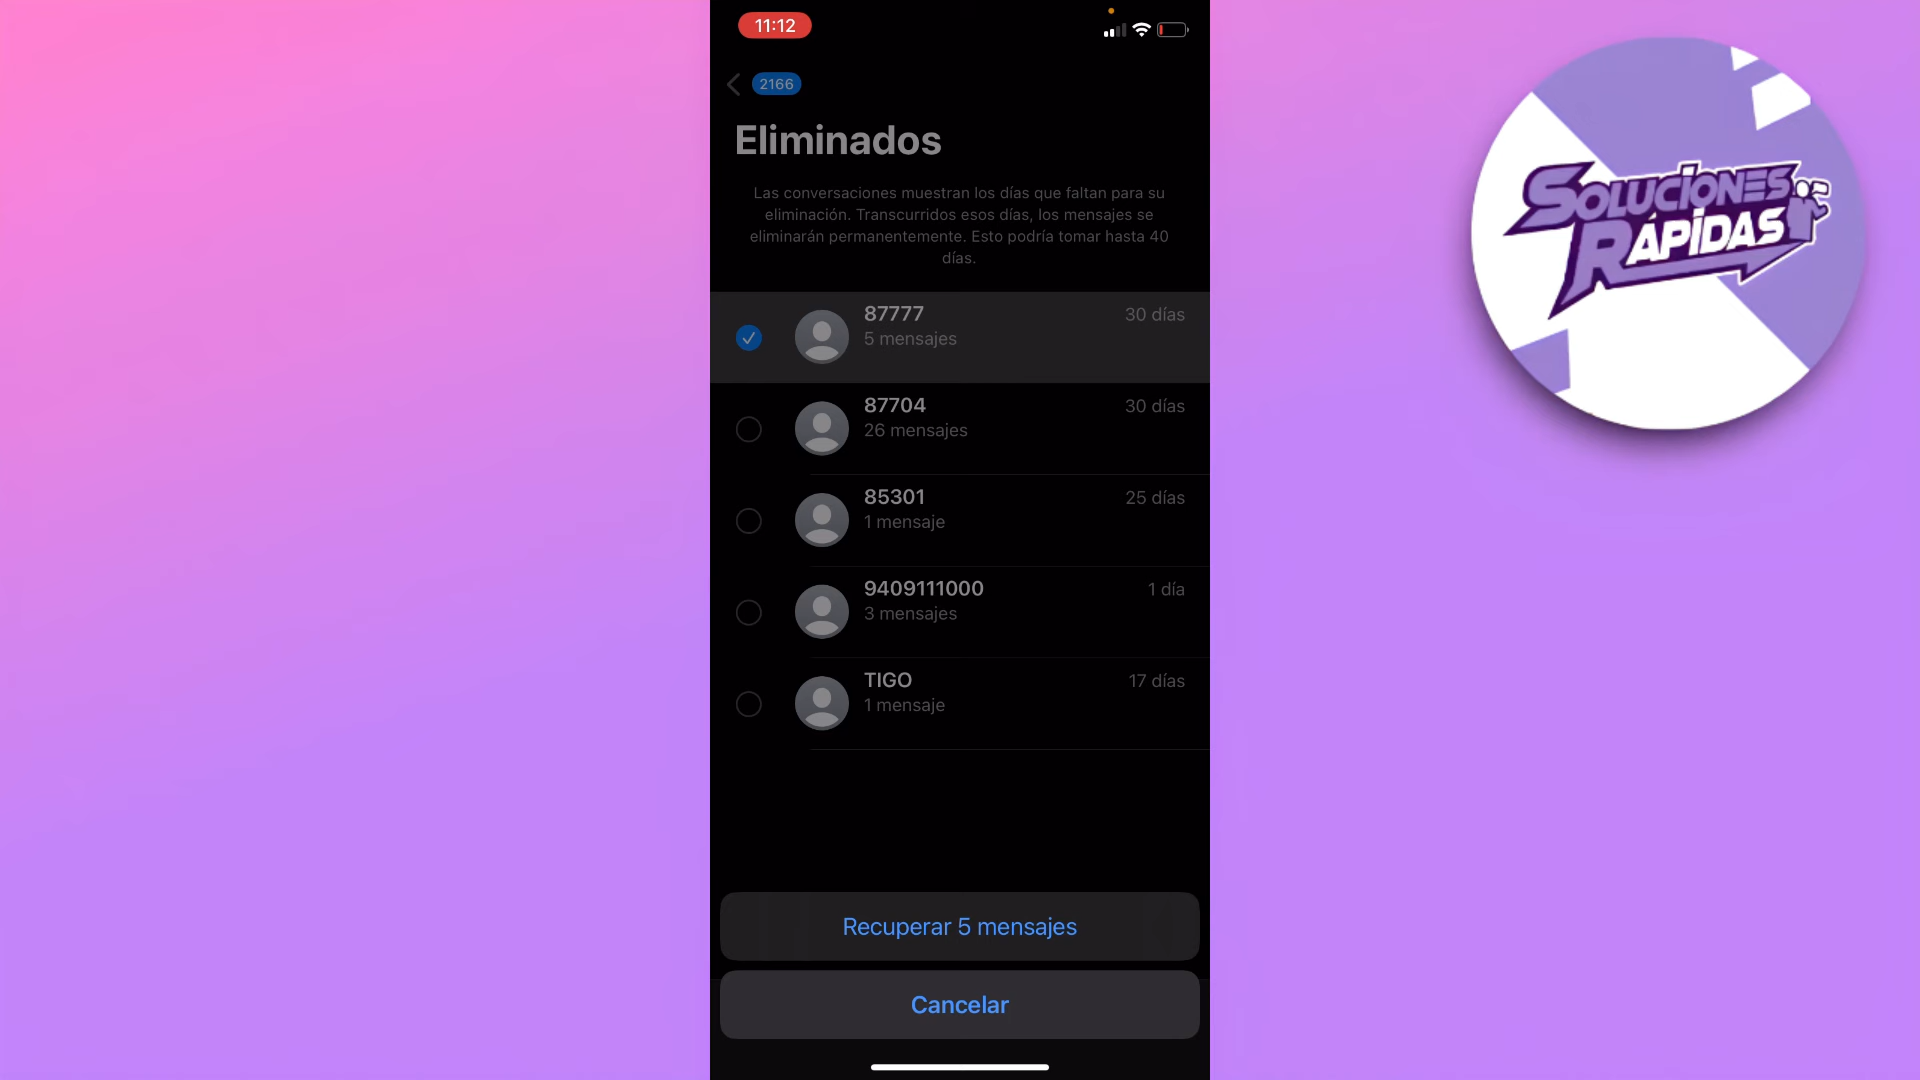 11:12
2166
Eliminados
Las conversaciones muestran los días que faltan para su
eliminación. Transcurridos esos días, los mensajes se
eliminarán permanentemente. Esto podría tomar hasta 40
días.
87777
30 días
5 mensajes
87704
30 días
26 mensajes
85301
25 días
1 mensaje
9409111000
1 día
3 mensajes
TIGO
17 días
1 mensaje
Recuperar 5 mensajes
Cancelar
SOLUCIONES
RÁPIDAS